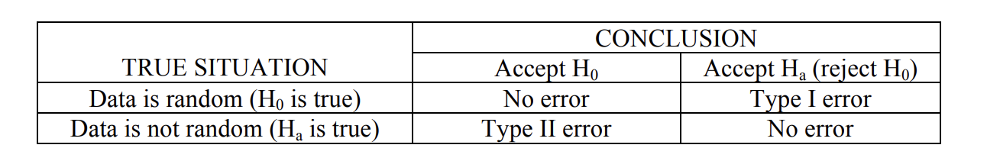 CONCLUSION
TRUE SITUATION Accept H₀ Accept Hₐ (reject H₀)
Data is random (H₀ is true) No error Type I error
Data is not random (Hₐ is true) Type II error No error